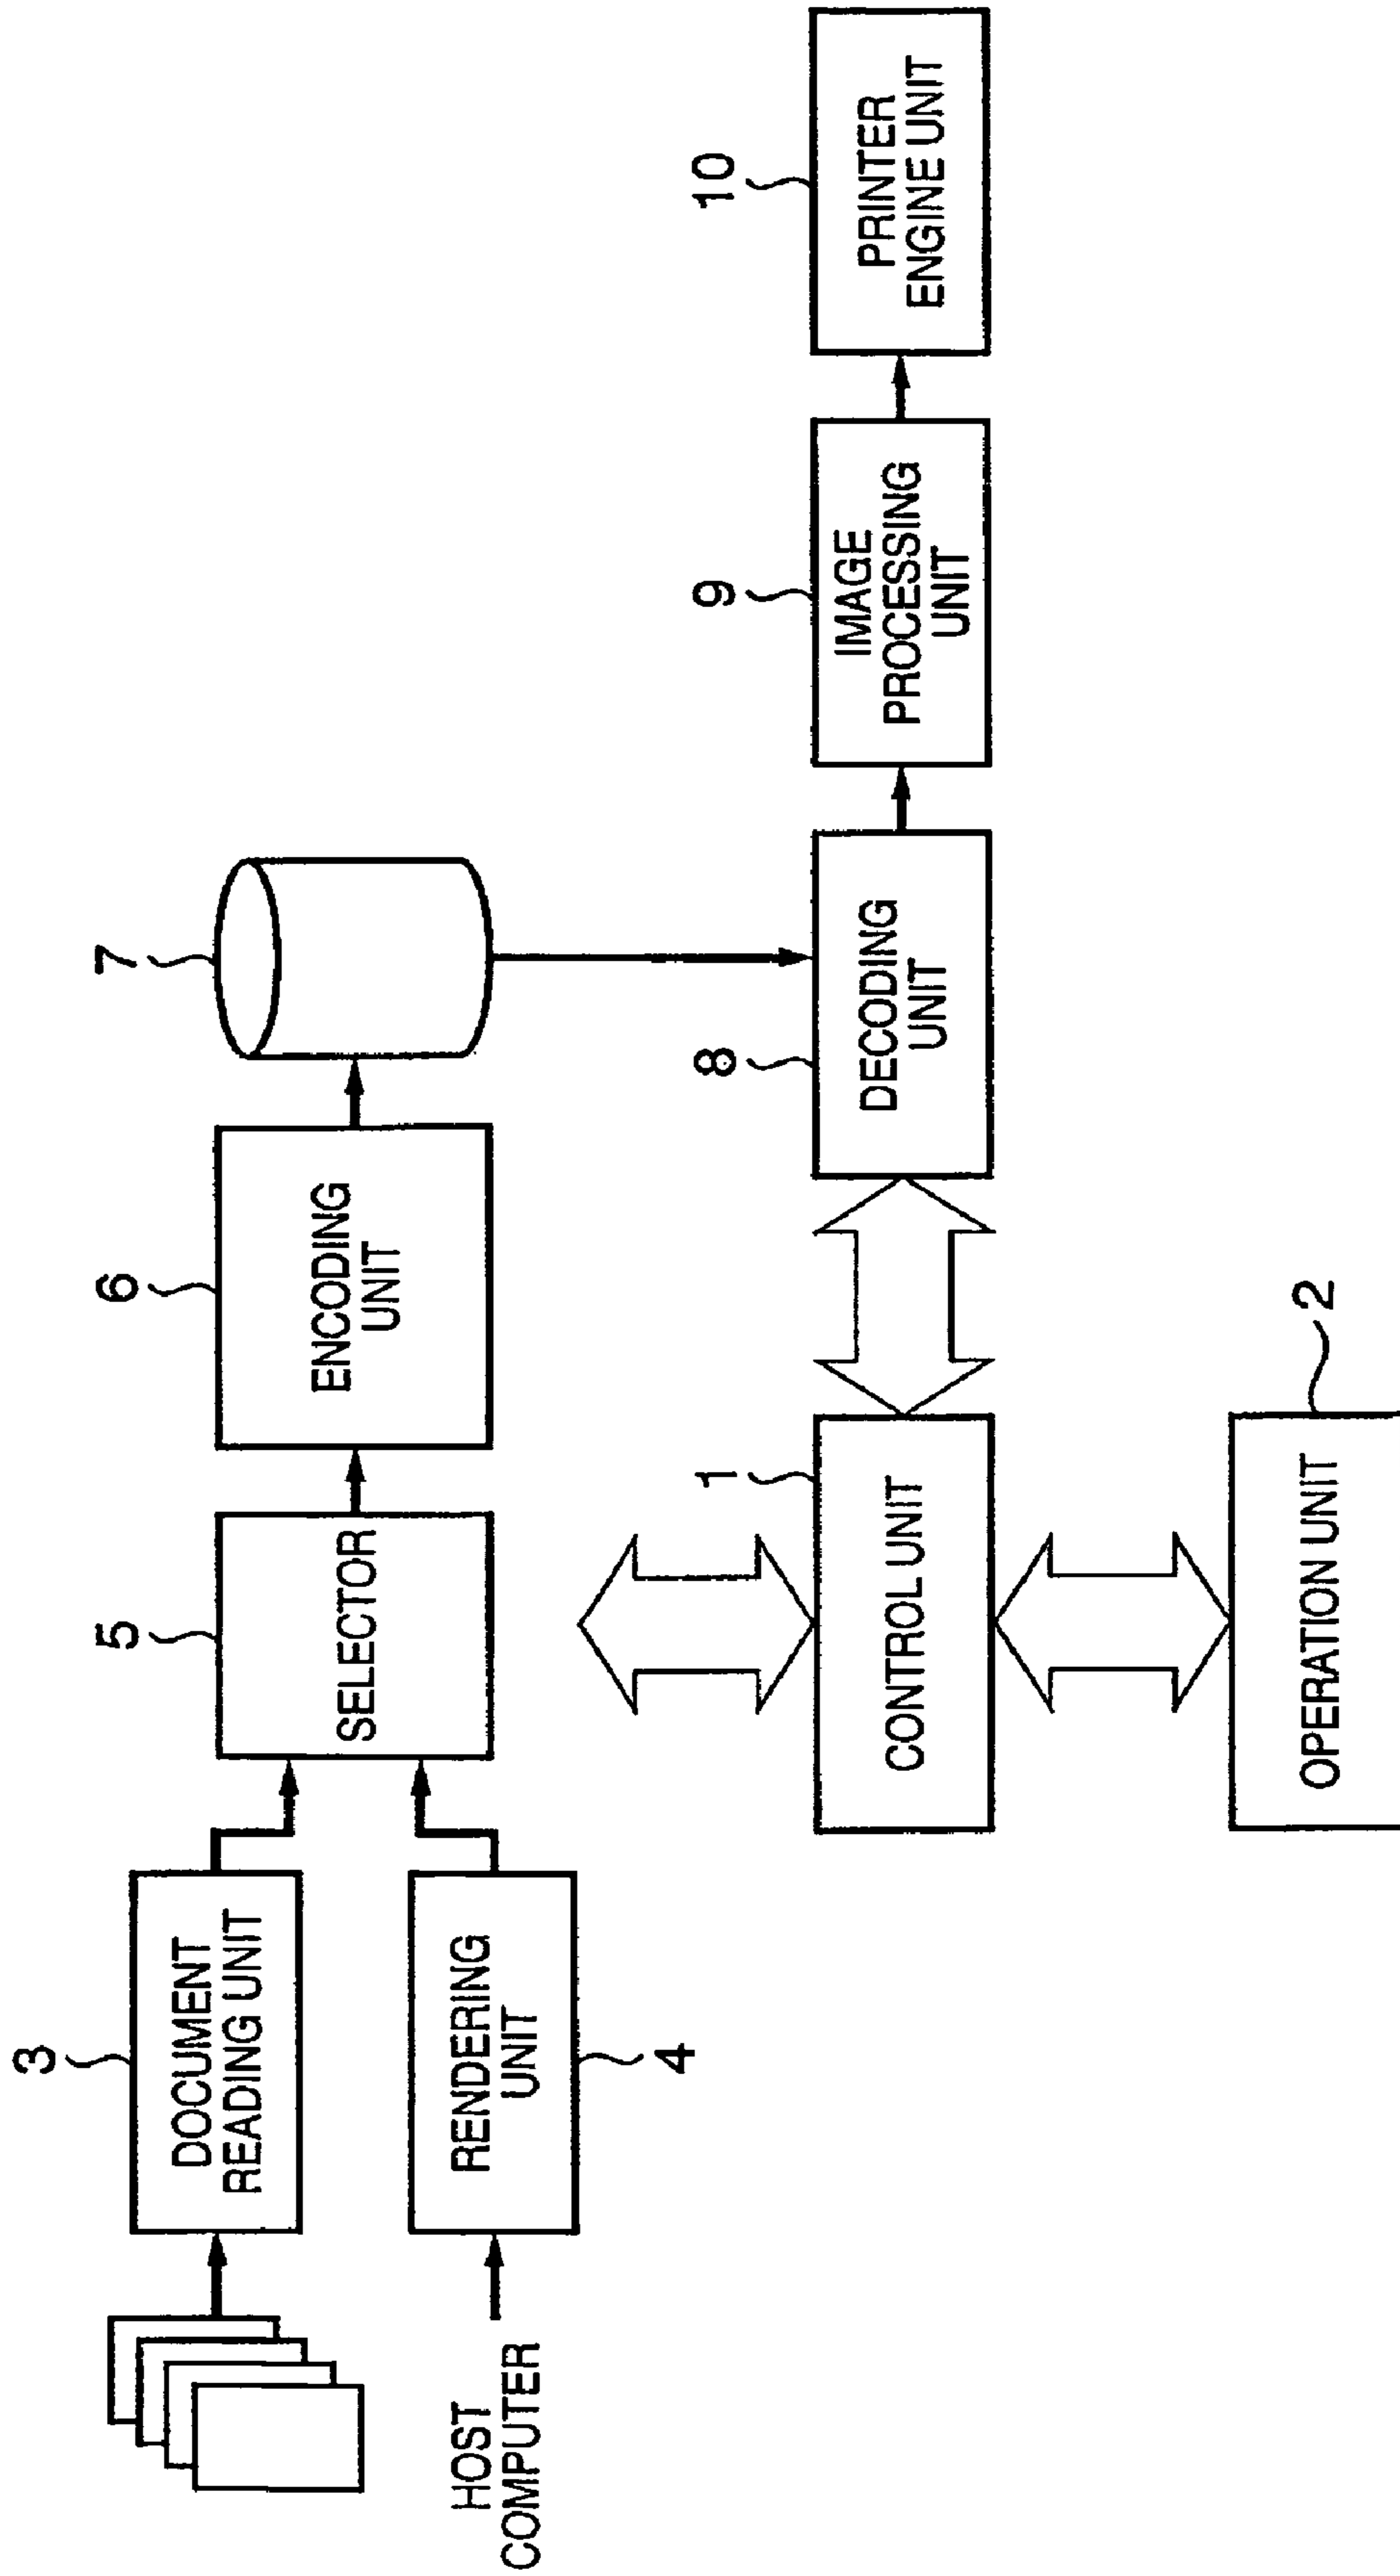 3
DOCUMENT
READING UNIT
HOST
COMPUTER
RENDERING
UNIT
4
5
SELECTOR
6
ENCODING
UNIT
7
1
CONTROL UNIT
2
OPERATION UNIT
8
DECODING
UNIT
9
IMAGE
PROCESSING
UNIT
10
PRINTER
ENGINE UNIT